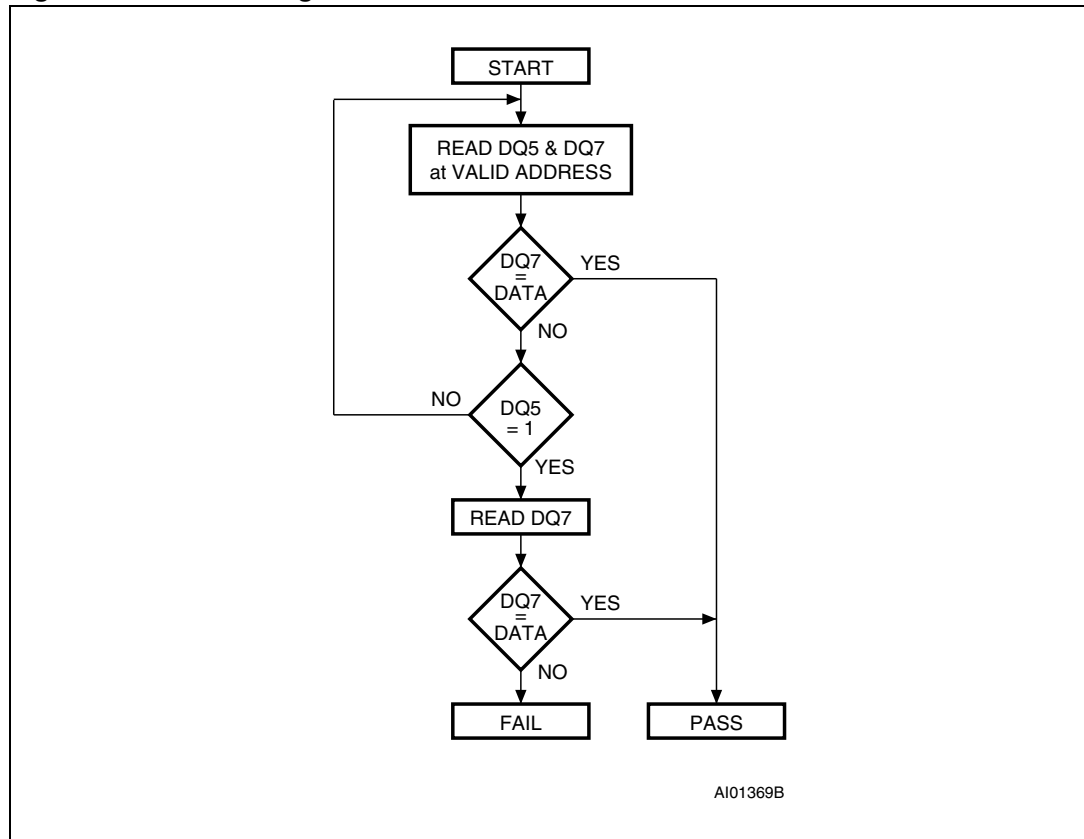 START
READ DQ5 & DQ7
at VALID ADDRESS
DQ7
=
DATA
YES
NO
DQ5
= 1
NO
YES
READ DQ7
DQ7
=
DATA
YES
NO
FAIL
PASS
AI01369B